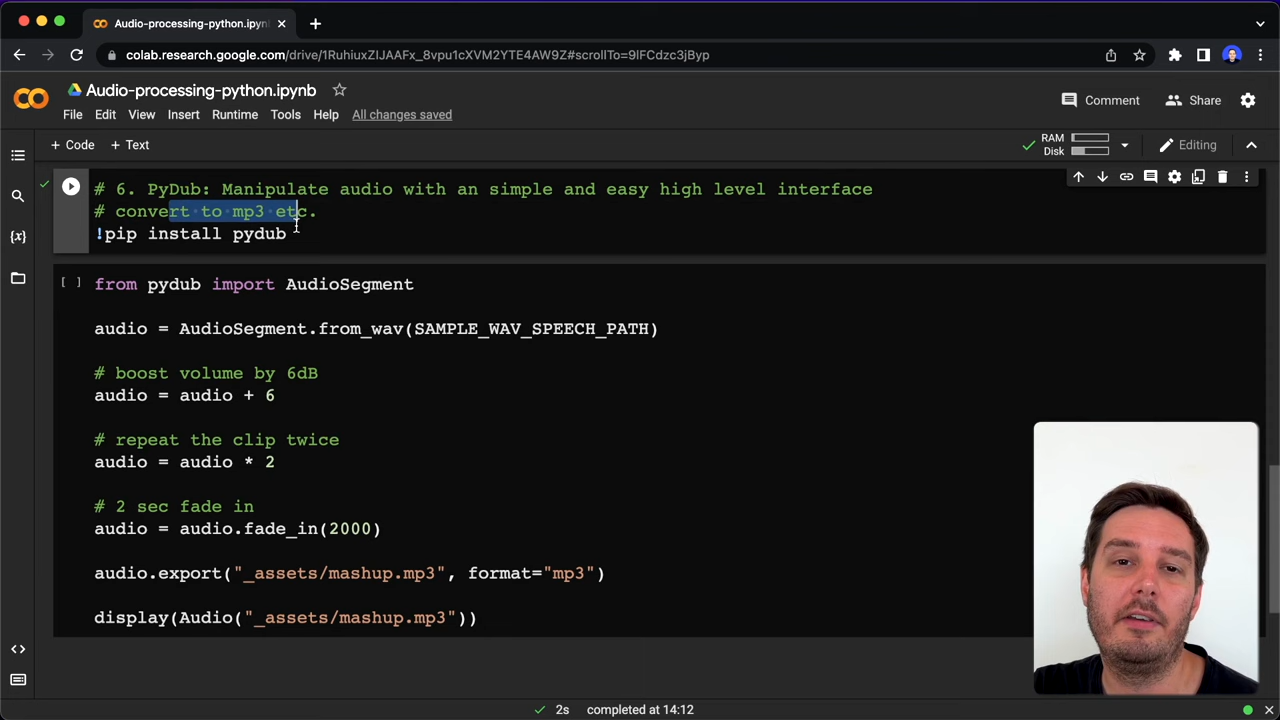 Audio-processing-python.ipynb
colab.research.google.com/drive/1RuhiuxZIJAAFx_8vpu1cXVM2YTE4AW9Z#scrollTo=9lFCdzc3jByp
Audio-processing-python.ipynb
Comment
Share
File Edit View Insert Runtime Tools Help All changes saved
+ Code + Text
RAM
Disk
Editing
# 6. PyDub: Manipulate audio with an simple and easy high level interface
# convert to mp3 etc.
!pip install pydub
[ ]
from pydub import AudioSegment
audio = AudioSegment.from_wav(SAMPLE_WAV_SPEECH_PATH)
# boost volume by 6dB
audio = audio + 6
# repeat the clip twice
audio = audio * 2
# 2 sec fade in
audio = audio.fade_in(2000)
audio.export("_assets/mashup.mp3", format="mp3")
display(Audio("_assets/mashup.mp3"))
2s completed at 14:12